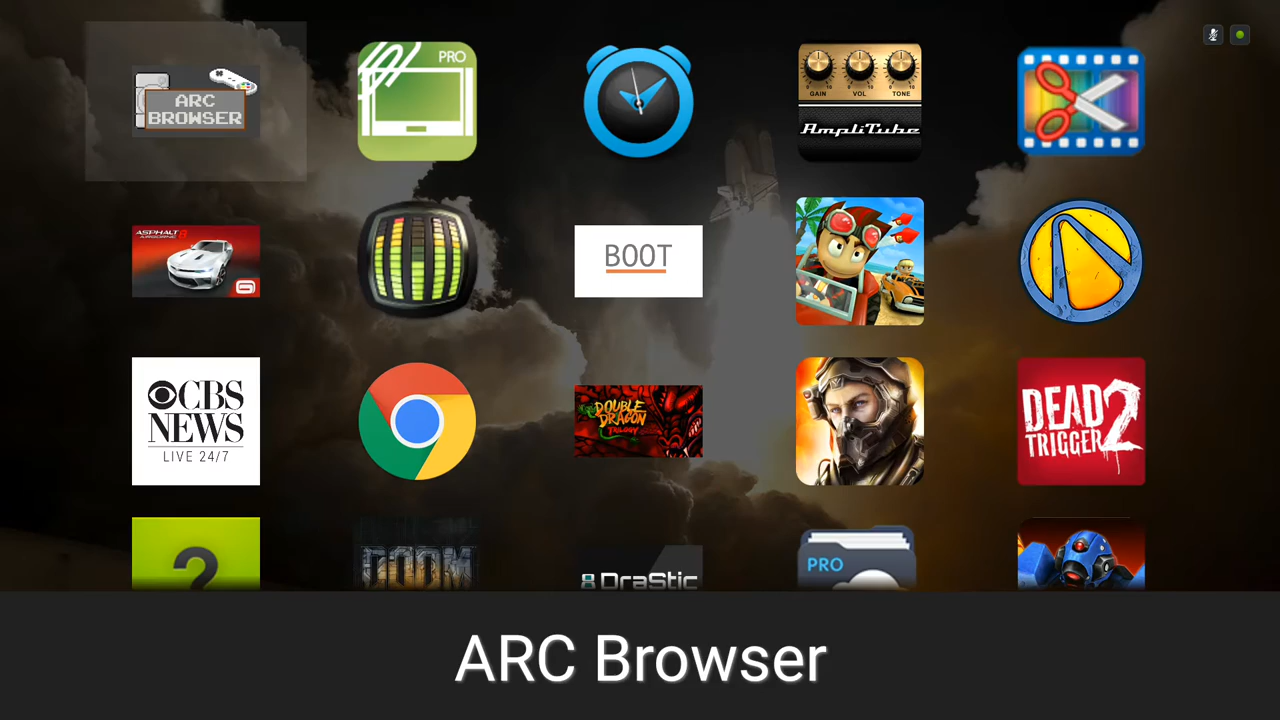 ARC
BROWSER
PRO
GAIN VOL TONE
AmpliTube
ASPHALT 8
BOOT
CBS
NEWS
LIVE 24/7
DOUBLE
DRAGON
TRILOGY
DEAD
TRIGGER 2
?
DOOM
DraStic
PRO
ARC Browser